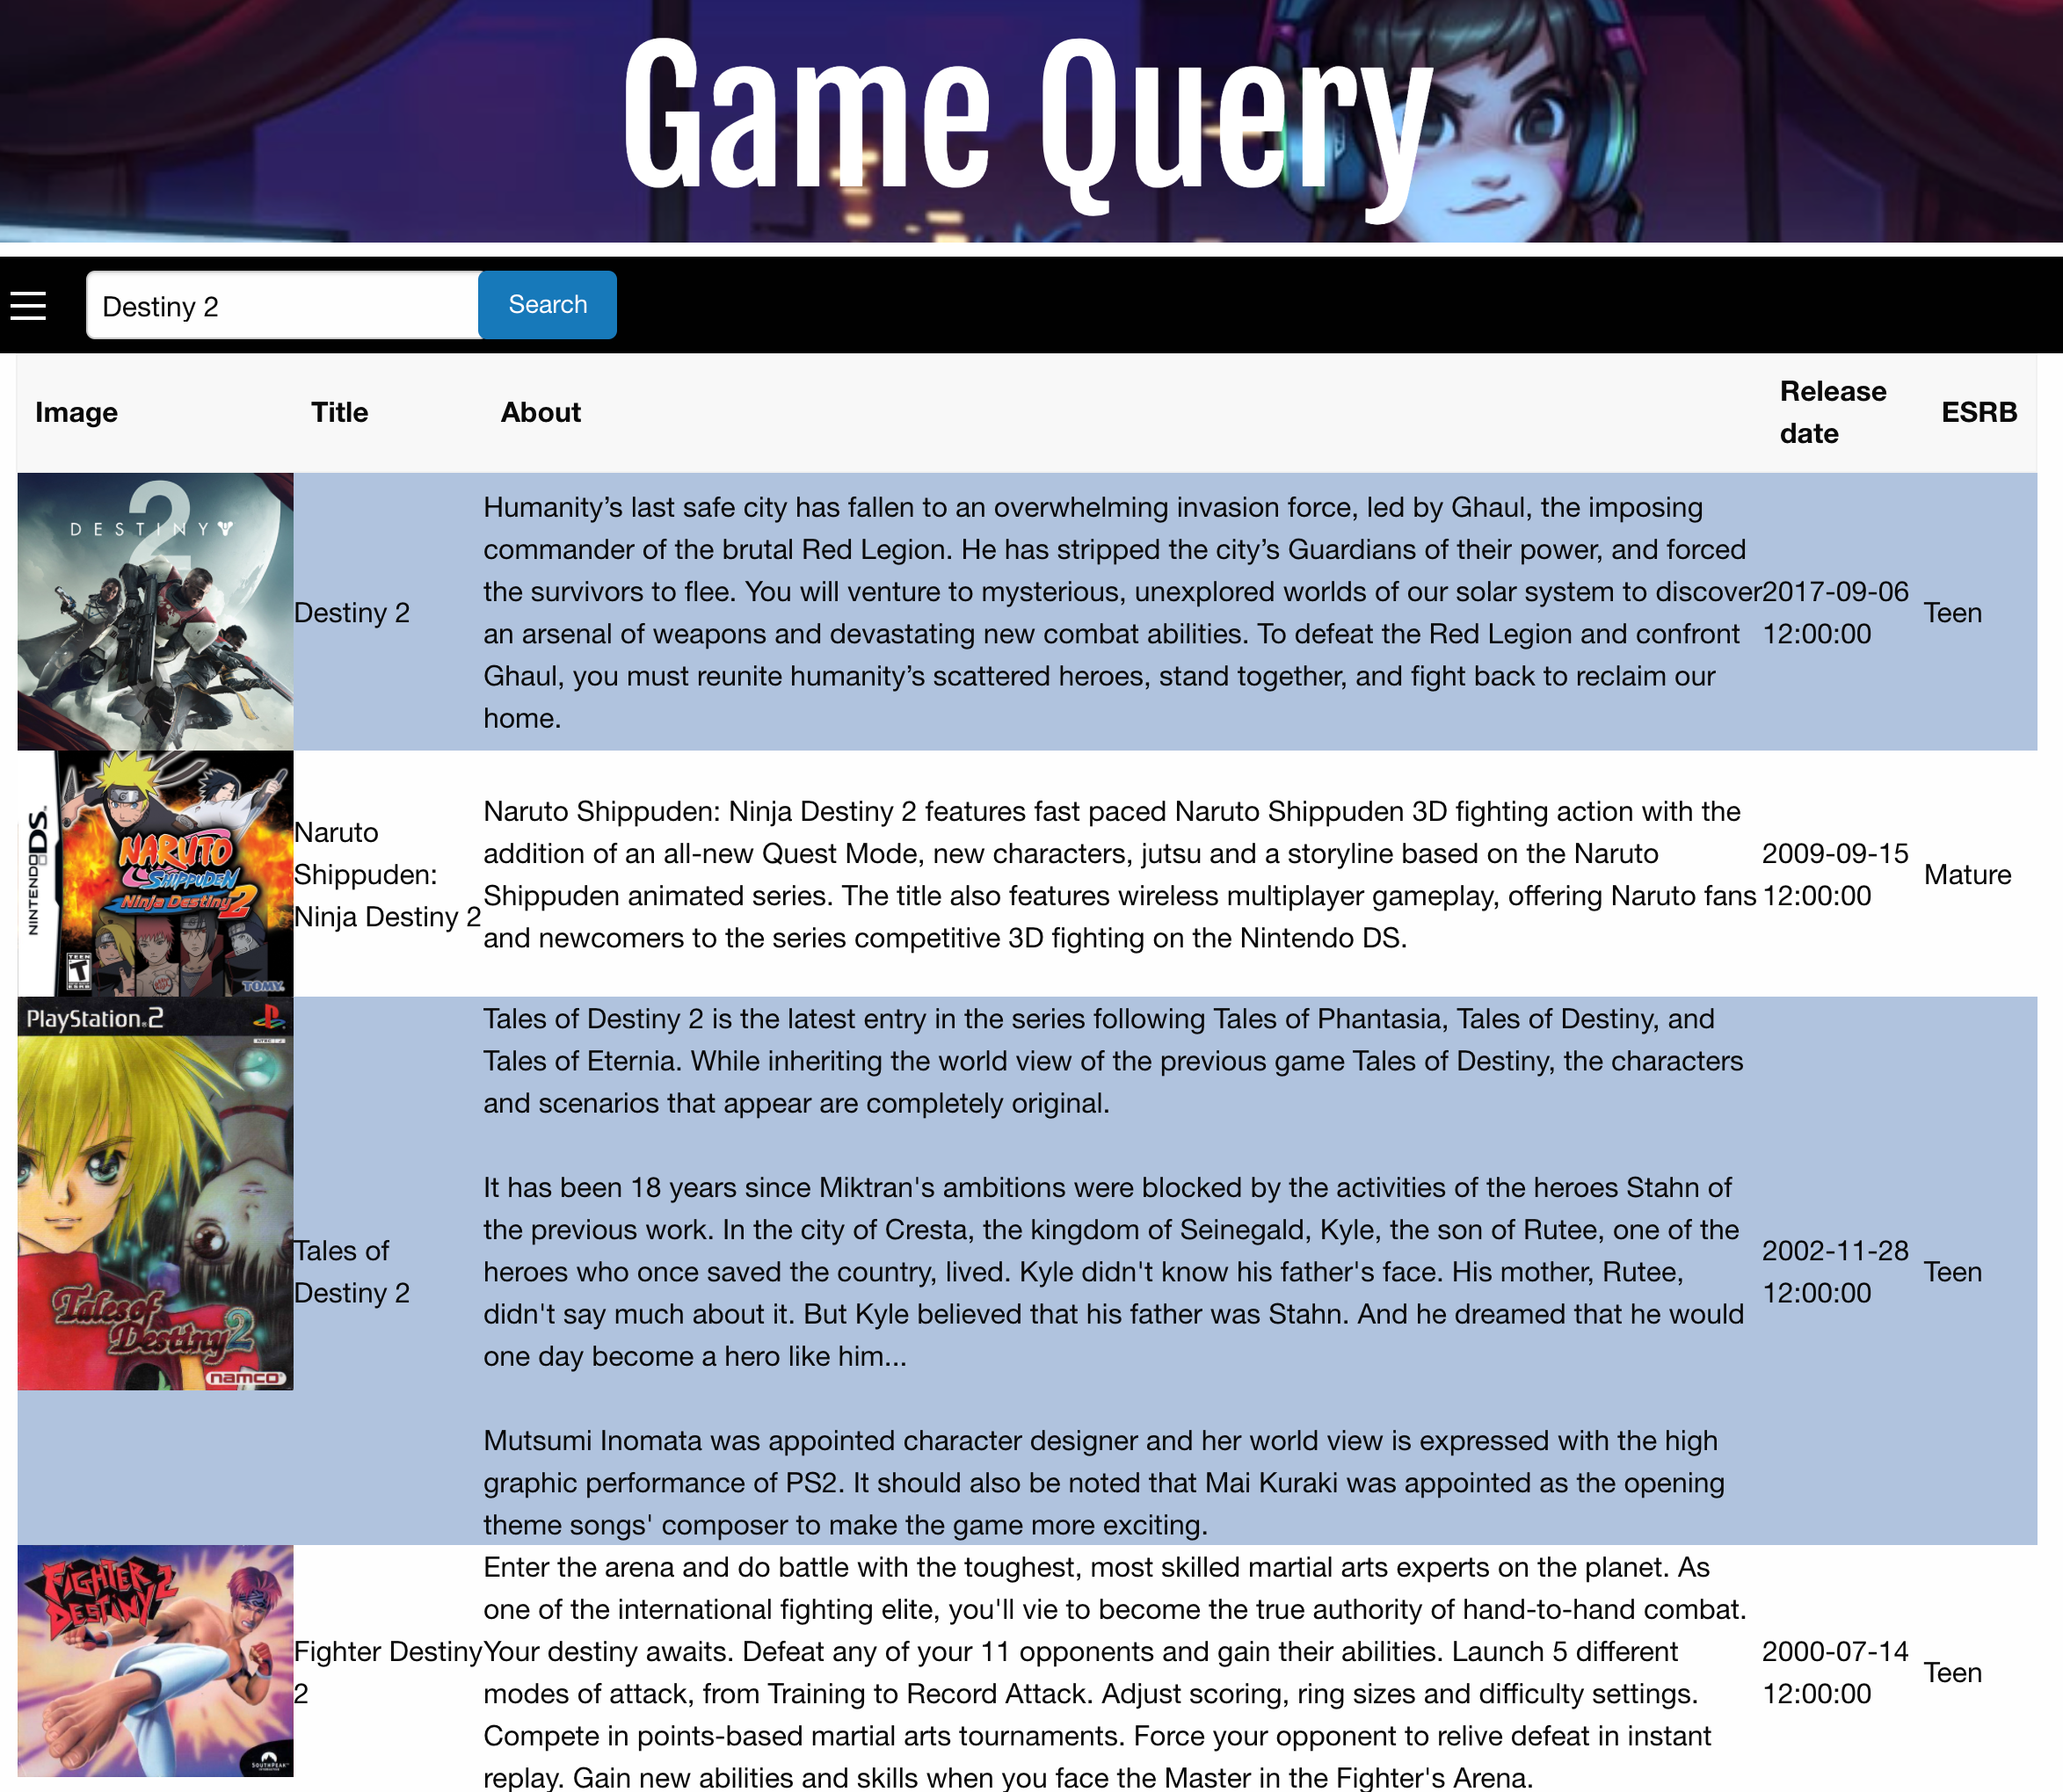 Game Query
Destiny 2
Search
Image
Title
About
Release
date
ESRB
2
DESTINY
Destiny 2
Humanity’s last safe city has fallen to an overwhelming invasion force, led by Ghaul, the imposing
commander of the brutal Red Legion. He has stripped the city’s Guardians of their power, and forced
the survivors to flee. You will venture to mysterious, unexplored worlds of our solar system to discover
an arsenal of weapons and devastating new combat abilities. To defeat the Red Legion and confront
Ghaul, you must reunite humanity’s scattered heroes, stand together, and fight back to reclaim our
home.
2017-09-06
12:00:00
Teen
NINTENDO DS
NARUTO
SHIPPUDEN
Ninja Destiny 2
TEEN
T
ESRB
TOMY
Naruto
Shippuden:
Ninja Destiny 2
Naruto Shippuden: Ninja Destiny 2 features fast paced Naruto Shippuden 3D fighting action with the
addition of an all-new Quest Mode, new characters, jutsu and a storyline based on the Naruto
Shippuden animated series. The title also features wireless multiplayer gameplay, offering Naruto fans
and newcomers to the series competitive 3D fighting on the Nintendo DS.
2009-09-15
12:00:00
Mature
PlayStation.2
Tales of
Destiny 2
namco
Tales of
Destiny 2
Tales of Destiny 2 is the latest entry in the series following Tales of Phantasia, Tales of Destiny, and
Tales of Eternia. While inheriting the world view of the previous game Tales of Destiny, the characters
and scenarios that appear are completely original.
It has been 18 years since Miktran's ambitions were blocked by the activities of the heroes Stahn of
the previous work. In the city of Cresta, the kingdom of Seinegald, Kyle, the son of Rutee, one of the
heroes who once saved the country, lived. Kyle didn't know his father's face. His mother, Rutee,
didn't say much about it. But Kyle believed that his father was Stahn. And he dreamed that he would
one day become a hero like him...
Mutsumi Inomata was appointed character designer and her world view is expressed with the high
graphic performance of PS2. It should also be noted that Mai Kuraki was appointed as the opening
theme songs' composer to make the game more exciting.
2002-11-28
12:00:00
Teen
FIGHTER 2
DESTINY
SOUTHPEAK
Fighter Destiny
2
Enter the arena and do battle with the toughest, most skilled martial arts experts on the planet. As
one of the international fighting elite, you'll vie to become the true authority of hand-to-hand combat.
Your destiny awaits. Defeat any of your 11 opponents and gain their abilities. Launch 5 different
modes of attack, from Training to Record Attack. Adjust scoring, ring sizes and difficulty settings.
Compete in points-based martial arts tournaments. Force your opponent to relive defeat in instant
replay. Gain new abilities and skills when you face the Master in the Fighter's Arena.
2000-07-14
12:00:00
Teen